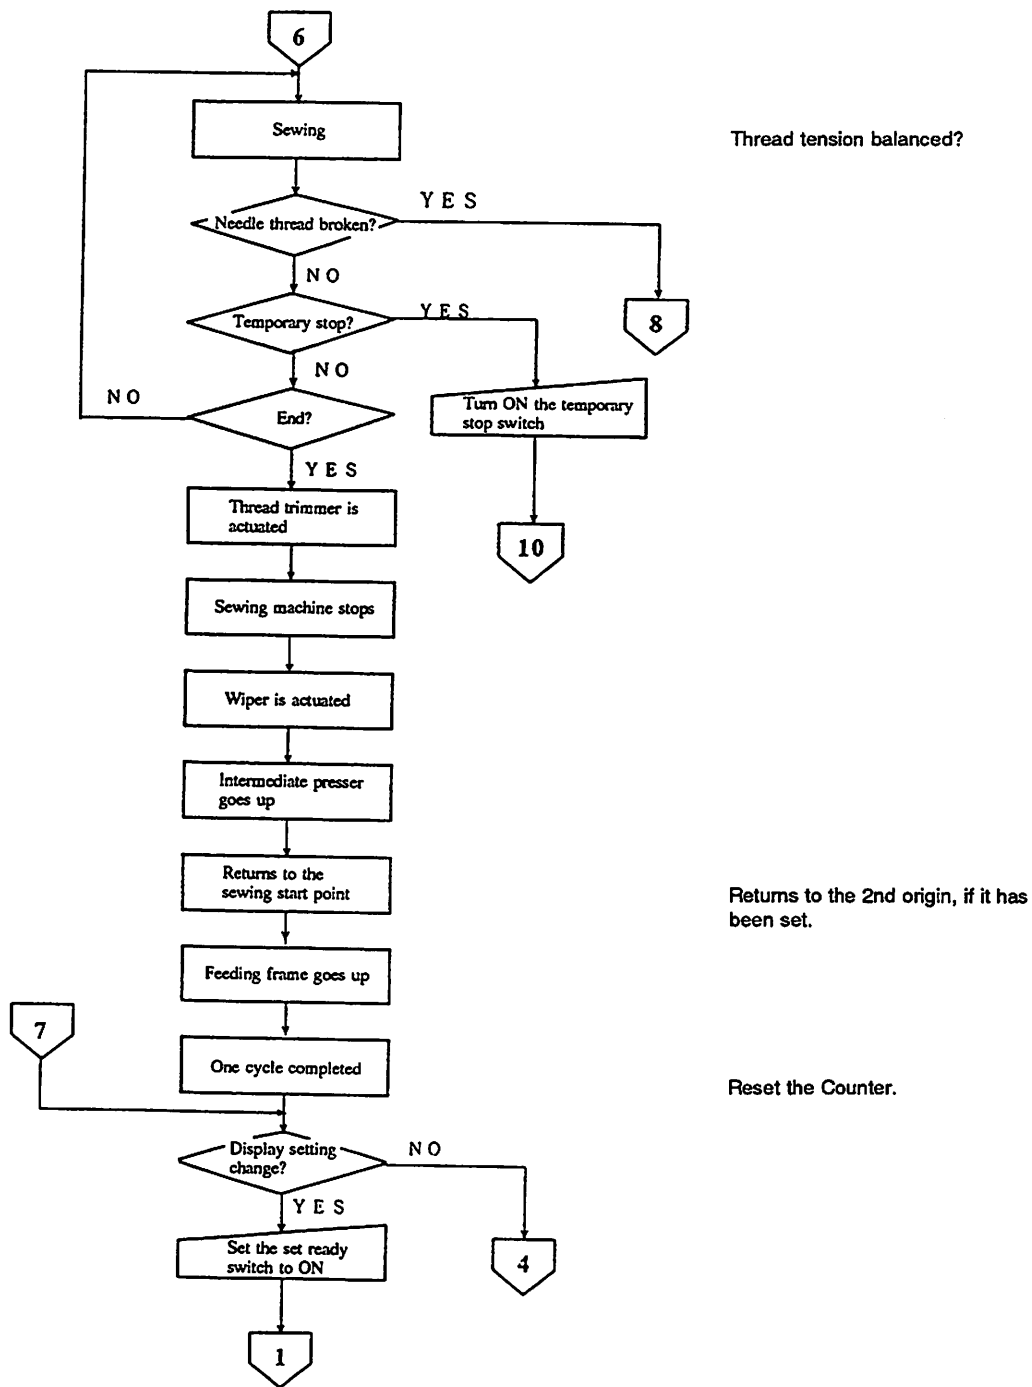 6
Sewing
Thread tension balanced?
Needle thread broken?
YES
NO
8
Temporary stop?
YES
NO
Turn ON the temporary
stop switch
10
End?
NO
YES
Thread trimmer is
actuated
Sewing machine stops
Wiper is actuated
Intermediate presser
goes up
Returns to the
sewing start point
Returns to the 2nd origin, if it has
been set.
Feeding frame goes up
7
One cycle completed
Reset the Counter.
Display setting
change?
NO
4
YES
Set the set ready
switch to ON
1